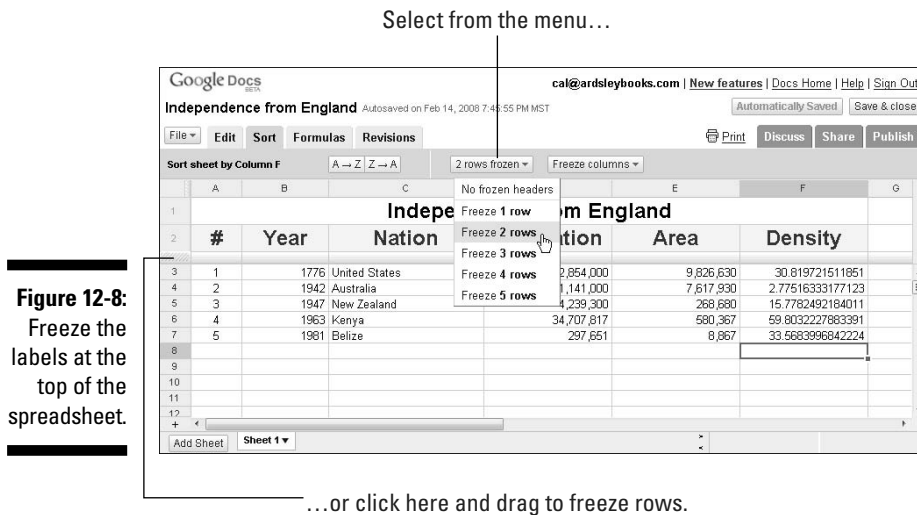 Select from the menu…
Google Docs BETA
cal@ardsleybooks.com | New features | Docs Home | Help | Sign Out
Independence from England Autosaved on Feb 14, 2008 7:45:55 PM MST
Automatically Saved Save & close
File Edit Sort Formulas Revisions
Print Discuss Share Publish
Sort sheet by Column F A→Z Z→A 2 rows frozen Freeze columns
A B C E F G
No frozen headers
Freeze 1 row
Freeze 2 rows
Freeze 3 rows
Freeze 4 rows
Freeze 5 rows
1 Indepe m England
2 # Year Nation tion Area Density
3 1 1776 United States 2,854,000 9,826,630 30.819721511851
4 2 1942 Australia 1,141,000 7,617,930 2.77516333177123
5 3 1947 New Zealand 4,239,300 268,680 15.7782492184011
6 4 1963 Kenya 34,707,817 580,367 59.8032227883391
7 5 1981 Belize 297,651 8,867 33.5683996842224
8
9
10
11
12
+
Add Sheet Sheet 1
Figure 12-8:
Freeze the
labels at the
top of the
spreadsheet.
…or click here and drag to freeze rows.